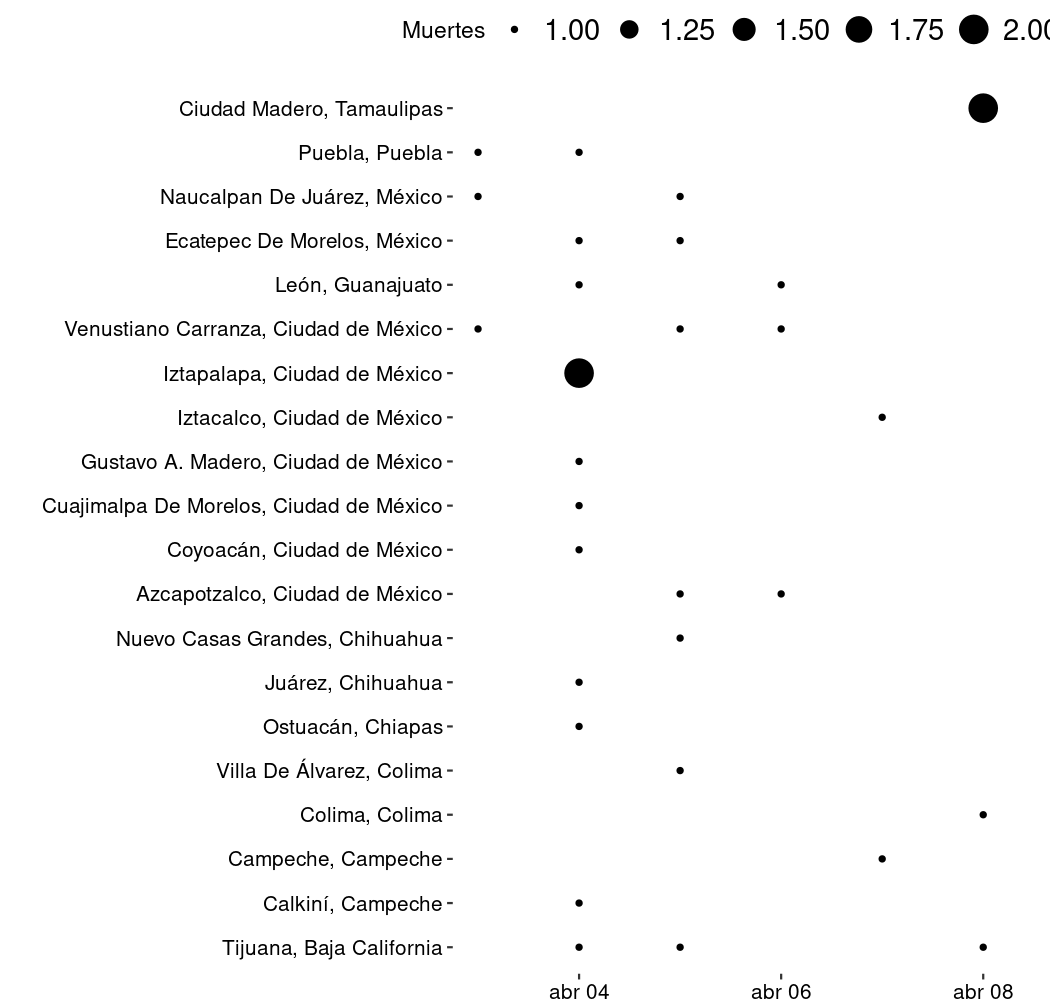 Muertes 1.00 1.25 1.50 1.75 2.00
Ciudad Madero, Tamaulipas
Puebla, Puebla
Naucalpan De Juárez, México
Ecatepec De Morelos, México
León, Guanajuato
Venustiano Carranza, Ciudad de México
Iztapalapa, Ciudad de México
Iztacalco, Ciudad de México
Gustavo A. Madero, Ciudad de México
Cuajimalpa De Morelos, Ciudad de México
Coyoacán, Ciudad de México
Azcapotzalco, Ciudad de México
Nuevo Casas Grandes, Chihuahua
Juárez, Chihuahua
Ostuacán, Chiapas
Villa De Álvarez, Colima
Colima, Colima
Campeche, Campeche
Calkiní, Campeche
Tijuana, Baja California
abr 04 abr 06 abr 08